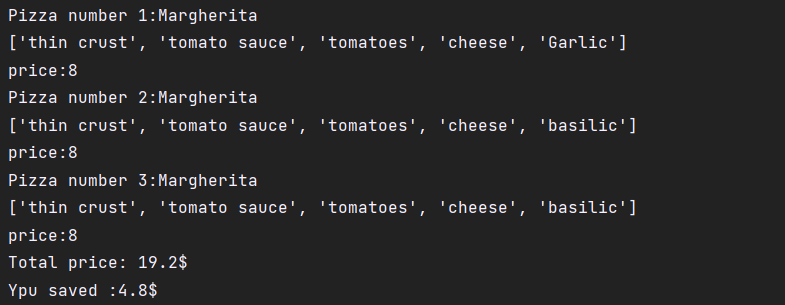 Pizza number 1:Margherita
['thin crust', 'tomato sauce', 'tomatoes', 'cheese', 'Garlic']
price:8
Pizza number 2:Margherita
['thin crust', 'tomato sauce', 'tomatoes', 'cheese', 'basilic']
price:8
Pizza number 3:Margherita
['thin crust', 'tomato sauce', 'tomatoes', 'cheese', 'basilic']
price:8
Total price: 19.2$
Ypu saved :4.8$